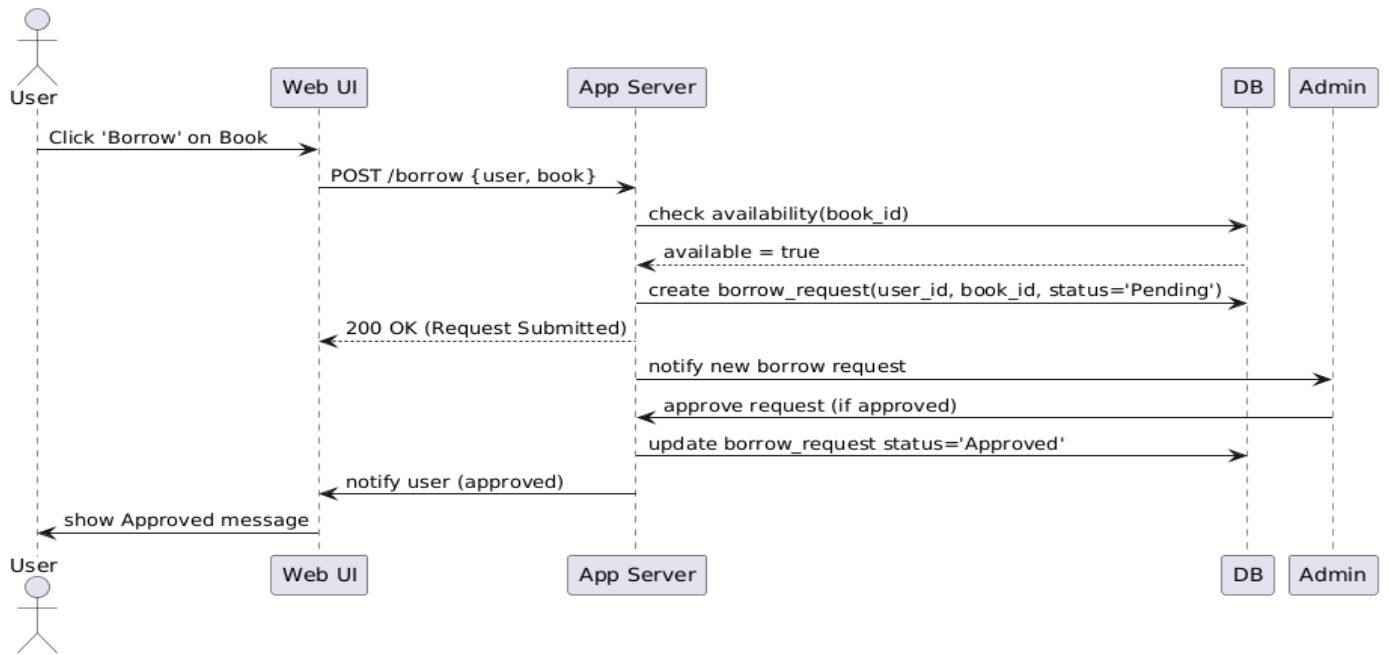 User
Web UI
App Server
DB
Admin
Click 'Borrow' on Book
POST /borrow {user, book}
check availability(book_id)
available = true
create borrow_request(user_id, book_id, status='Pending')
200 OK (Request Submitted)
notify new borrow request
approve request (if approved)
update borrow_request status='Approved'
notify user (approved)
show Approved message
User
Web UI
App Server
DB
Admin